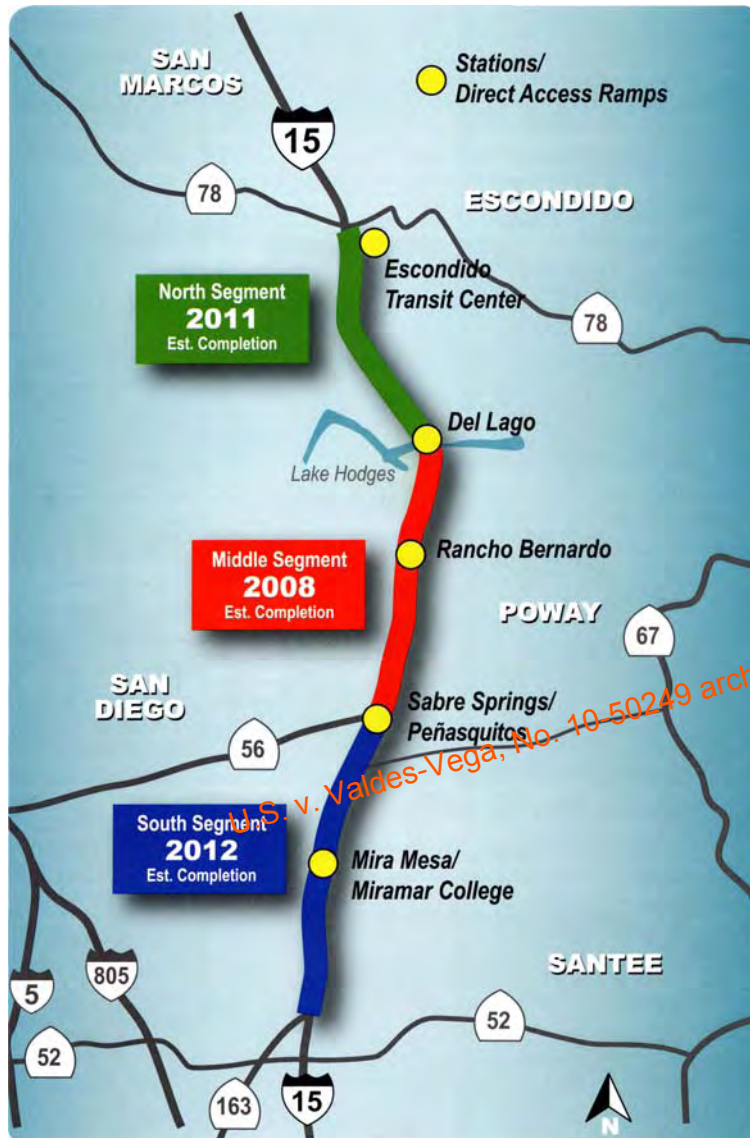 SAN
MARCOS
Stations/
Direct Access Ramps
15
78
ESCONDIDO
Escondido
Transit Center
North Segment
2011
Est. Completion
78
Del Lago
Lake Hodges
Rancho Bernardo
Middle Segment
2008
Est. Completion
POWAY
67
SAN
DIEGO
Sabre Springs/
Peñasquitos
56
U.S. v. Valdes-Vega, No. 10-50249 arch
South Segment
2012
Est. Completion
Mira Mesa/
Miramar College
SANTEE
805
5
52
52
163
15
N